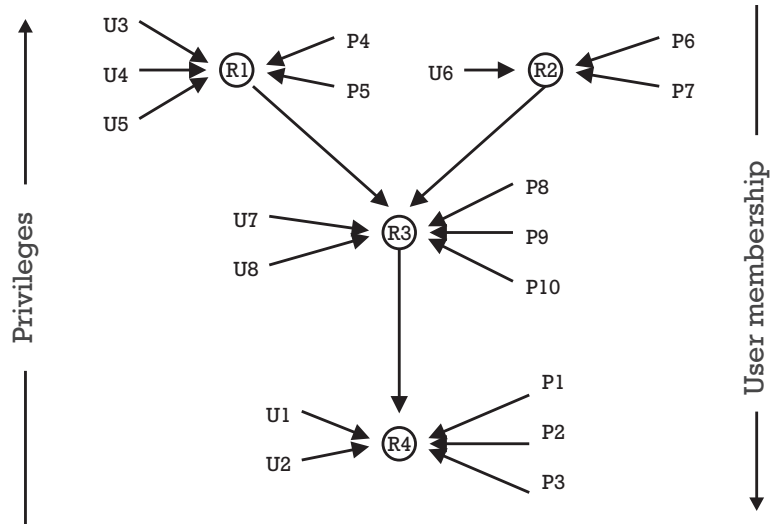 U3
P4
P6
U4
R1
U6
R2
P5
P7
U5
P8
U7
R3
P9
U8
P10
P1
U1
R4
P2
U2
P3
Privileges
User membership